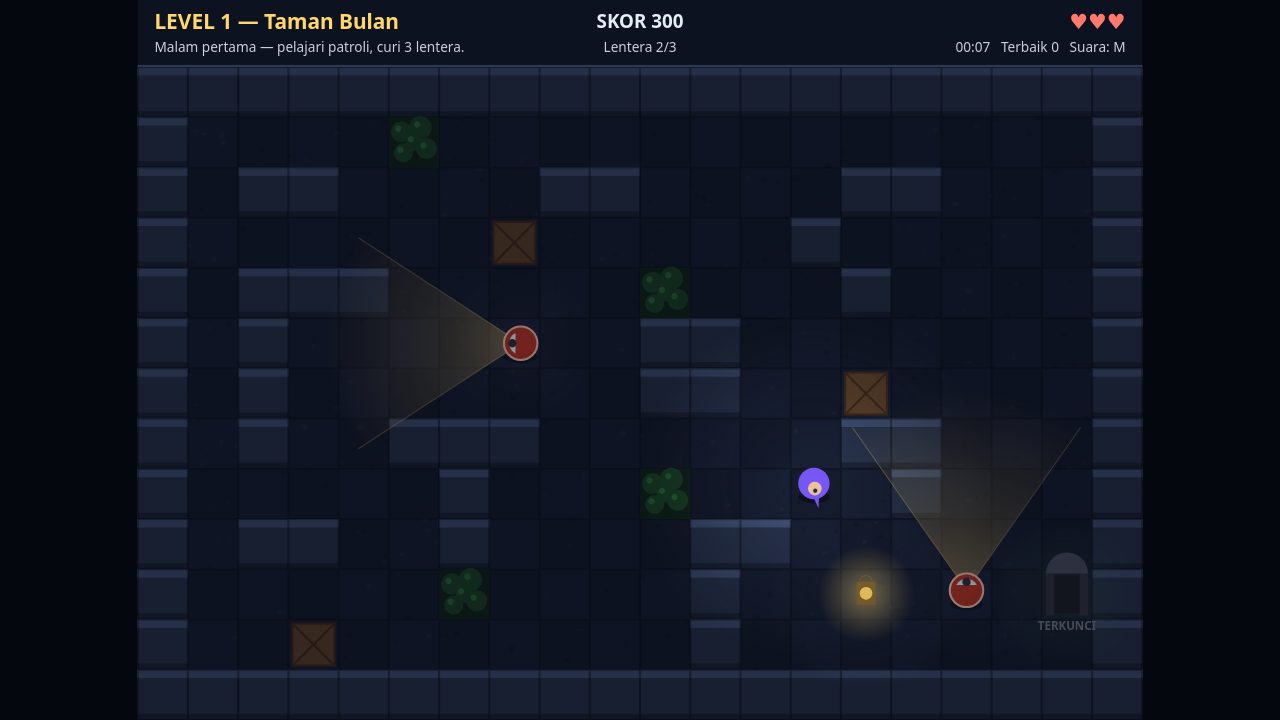 LEVEL 1 — Taman Bulan
SKOR 300
♥♥♥
Malam pertama — pelajari patroli, curi 3 lentera.
Lentera 2/3
00:07 Terbaik 0 Suara: M
TERKUNCI